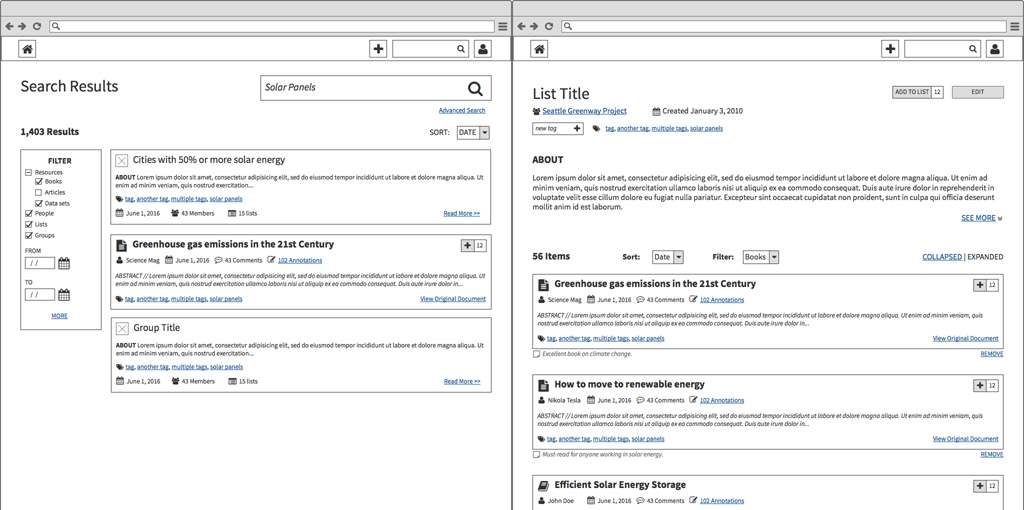 Search Results
Solar Panels
Advanced Search
1,403 Results
SORT: DATE
FILTER
Resources
Books
Articles
Data sets
People
Lists
Groups
FROM
/ /
TO
/ /
MORE
Cities with 50% or more solar energy
ABOUT Lorem ipsum dolor sit amet, consectetur adipisicing elit, sed do eiusmod tempor incididunt ut labore et dolore magna aliqua. Ut
enim ad minim veniam, quis nostrud exercitation...
tag, another tag, multiple tags, solar panels
June 1, 2016 43 Members 15 lists Read More >>
Greenhouse gas emissions in the 21st Century 12
Science Mag June 1, 2016 43 Comments 102 Annotations
ABSTRACT // Lorem ipsum dolor sit amet, consectetur adipisicing elit, sed do eiusmod tempor incididunt ut labore et dolore magna
aliqua. Ut enim ad minim veniam, quis nostrud exercitation...
tag, another tag, multiple tags, solar panels View Original Document
Group Title
ABOUT Lorem ipsum dolor sit amet, consectetur adipisicing elit, sed do eiusmod tempor incididunt ut labore et dolore magna aliqua. Ut
enim ad minim veniam, quis nostrud exercitation...
tag, another tag, multiple tags, solar panels
June 1, 2016 43 Members 15 lists Read More >>
List Title
ADD TO LIST 12 EDIT
Seattle Greenway Project Created January 3, 2010
new tag + tag, another tag, multiple tags, solar panels
ABOUT
Lorem ipsum dolor sit amet, consectetur adipisicing elit, sed do eiusmod tempor incididunt ut labore et dolore magna aliqua. Ut enim
ad minim veniam, quis nostrud exercitation ullamco laboris nisi ut aliquip ex ea commodo consequat. Duis aute irure dolor in reprehenderit in
voluptate velit esse cillum dolore eu fugiat nulla pariatur. Excepteur sint occaecat cupidatat non proident, sunt in culpa qui officia deserunt
mollit anim id est laborum.
SEE MORE
56 Items Sort: Date Filter: Books COLLAPSED | EXPANDED
Greenhouse gas emissions in the 21st Century 12
Science Mag June 1, 2016 43 Comments 102 Annotations
ABSTRACT // Lorem ipsum dolor sit amet, consectetur adipisicing elit, sed do eiusmod tempor incididunt ut labore et dolore magna aliqua. Ut enim ad minim veniam, quis
nostrud exercitation ullamco laboris nisi ut aliquip ex ea commodo consequat. Duis aute irure dolor in...
tag, another tag, multiple tags, solar panels View Original Document
Excellent book on climate change. REMOVE
How to move to renewable energy 12
Nikola Tesla June 1, 2016 43 Comments 102 Annotations
ABSTRACT // Lorem ipsum dolor sit amet, consectetur adipisicing elit, sed do eiusmod tempor incididunt ut labore et dolore magna aliqua. Ut enim ad minim veniam, quis
nostrud exercitation ullamco laboris nisi ut aliquip ex ea commodo consequat. Duis aute irure dolor in...
tag, another tag, multiple tags, solar panels View Original Document
Must-read for anyone working in solar energy. REMOVE
Efficient Solar Energy Storage 12
John Doe June 1, 2016 43 Comments 102 Annotations